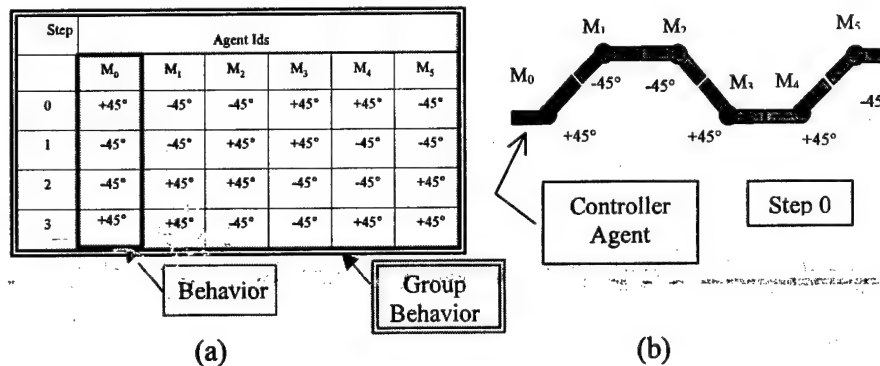 Step Agent Ids
M₀ M₁ M₂ M₃ M₄ M₅
0 +45° -45° -45° +45° +45° -45°
1 -45° -45° +45° +45° -45° -45°
2 -45° +45° +45° -45° -45° +45°
3 +45° +45° -45° -45° +45° +45°
Behavior
Group
Behavior
(a)
M₁ M₂ M₅
M₀
-45° -45° -45
M₃ M₄
+45° +45° +45°
Controller
Agent
Step 0
(b)